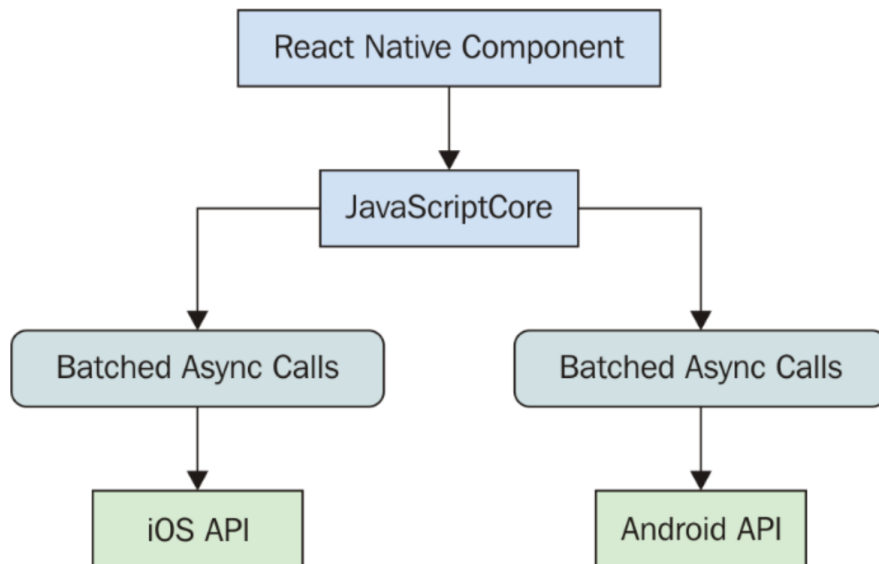 React Native Component
JavaScriptCore
Batched Async Calls
Batched Async Calls
iOS API
Android API